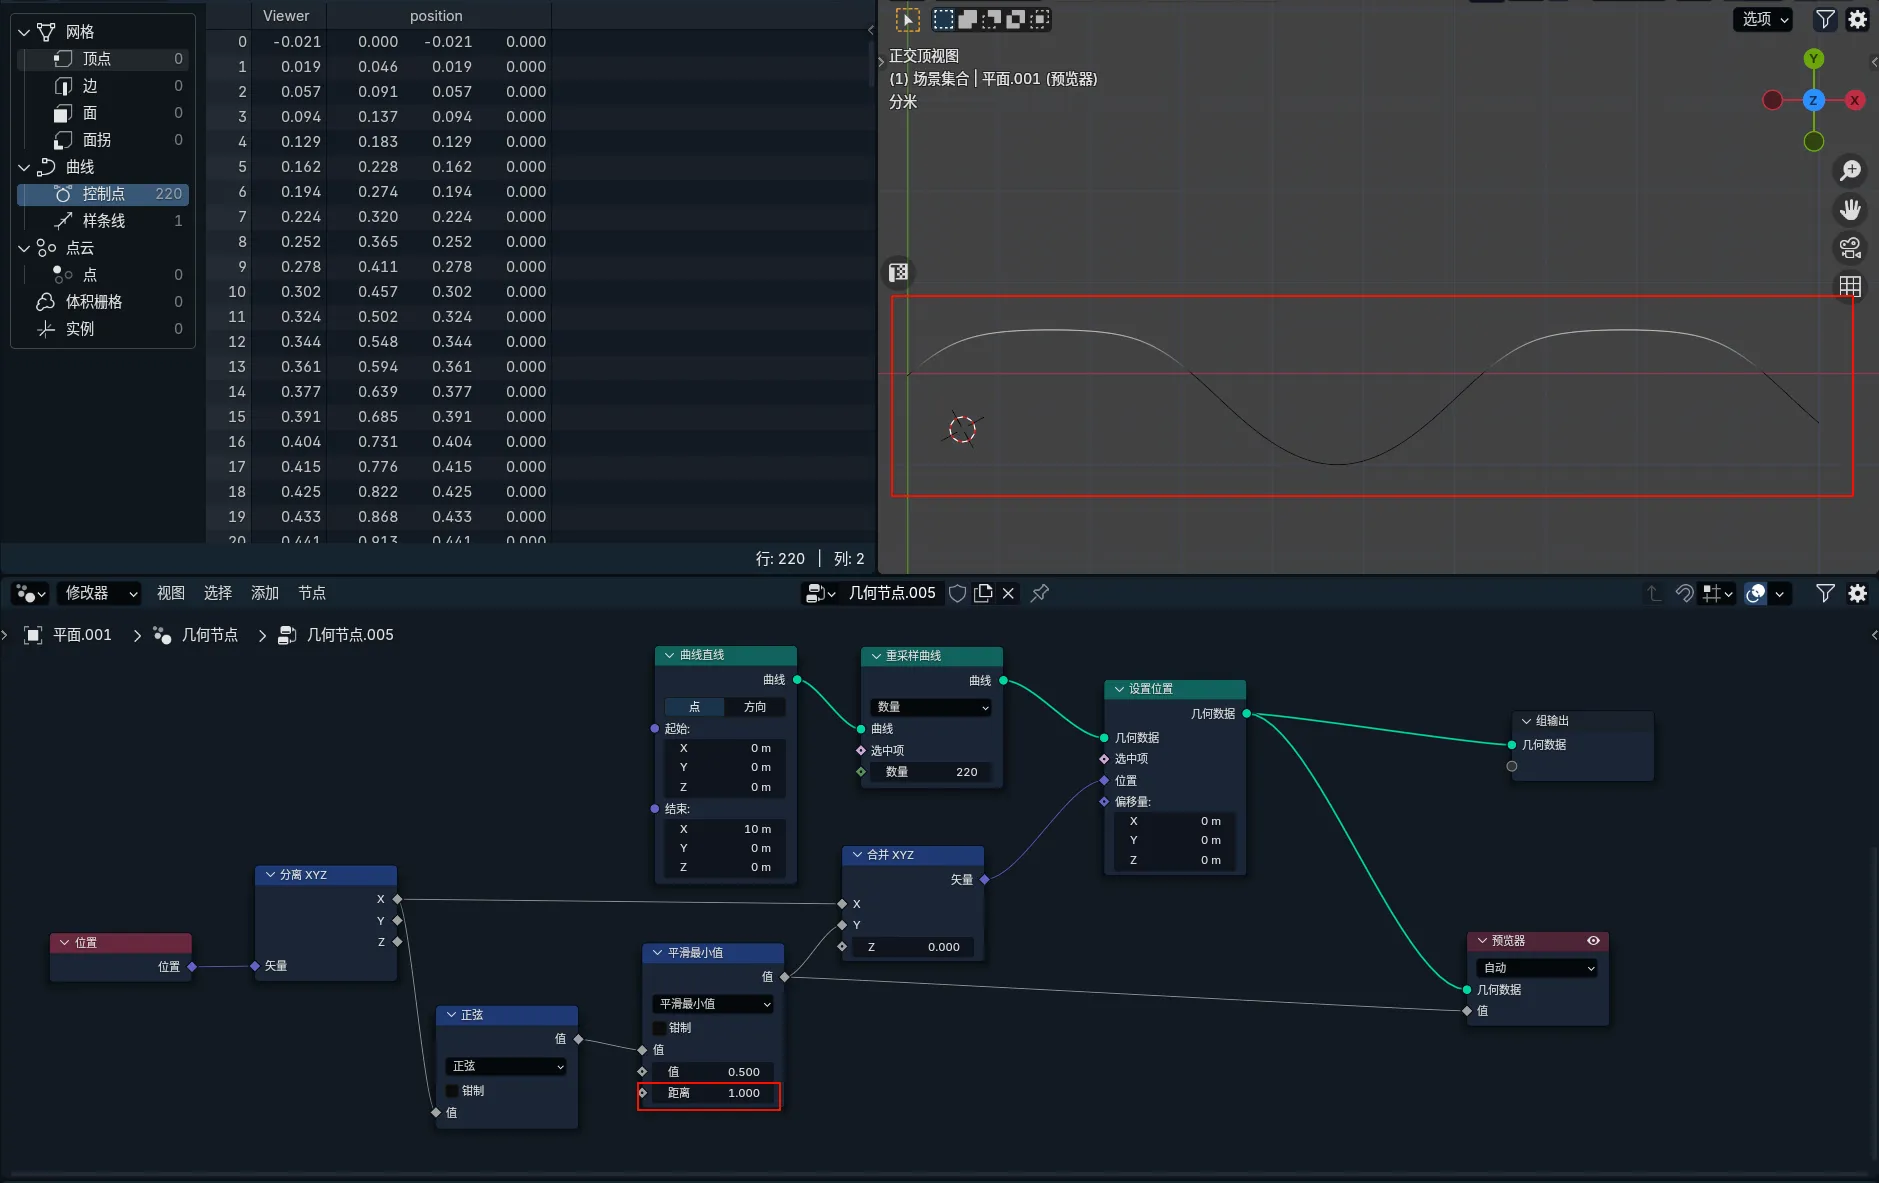 网格
顶点 0
边 0
面 0
面拐 0
曲线
控制点 220
样条线 1
点云
点 0
体积栅格 0
实例 0
Viewer position
0 -0.021 0.000 -0.021 0.000
1 0.019 0.046 0.019 0.000
2 0.057 0.091 0.057 0.000
3 0.094 0.137 0.094 0.000
4 0.129 0.183 0.129 0.000
5 0.162 0.228 0.162 0.000
6 0.194 0.274 0.194 0.000
7 0.224 0.320 0.224 0.000
8 0.252 0.365 0.252 0.000
9 0.278 0.411 0.278 0.000
10 0.302 0.457 0.302 0.000
11 0.324 0.502 0.324 0.000
12 0.344 0.548 0.344 0.000
13 0.361 0.594 0.361 0.000
14 0.377 0.639 0.377 0.000
15 0.391 0.685 0.391 0.000
16 0.404 0.731 0.404 0.000
17 0.415 0.776 0.415 0.000
18 0.425 0.822 0.425 0.000
19 0.433 0.868 0.433 0.000
20 0.441 0.913 0.441 0.000
行: 220 | 列: 2
选项
正交顶视图
(1) 场景集合 | 平面.001 (预览器)
分米
Y
Z
X
修改器 视图 选择 添加 节点
几何节点.005
平面.001 几何节点 几何节点.005
曲线直线
曲线
点 方向
起始:
X 0 m
Y 0 m
Z 0 m
结束:
X 10 m
Y 0 m
Z 0 m
重采样曲线
曲线
数量
曲线
选中项
数量 220
设置位置
几何数据
几何数据
选中项
位置
偏移量:
X 0 m
Y 0 m
Z 0 m
组输出
几何数据
合并 XYZ
矢量
X
Y
Z 0.000
分离 XYZ
X
Y
Z
矢量
位置
位置
平滑最小值
值
平滑最小值
钳制
值
值 0.500
距离 1.000
正弦
值
正弦
钳制
值
预览器
自动
几何数据
值